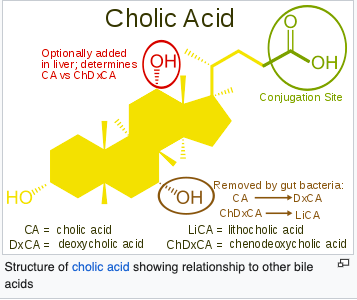 Cholic Acid
Optionally added
in liver; determines
CA vs ChDxCA
OH
O
OH
Conjugation Site
HO
OH
Removed by gut bacteria:
CA → DxCA
ChDxCA → LiCA
CA = cholic acid
LiCA = lithocholic acid
DxCA = deoxycholic acid
ChDxCA = chenodeoxycholic acid
Structure of cholic acid showing relationship to other bile
acids